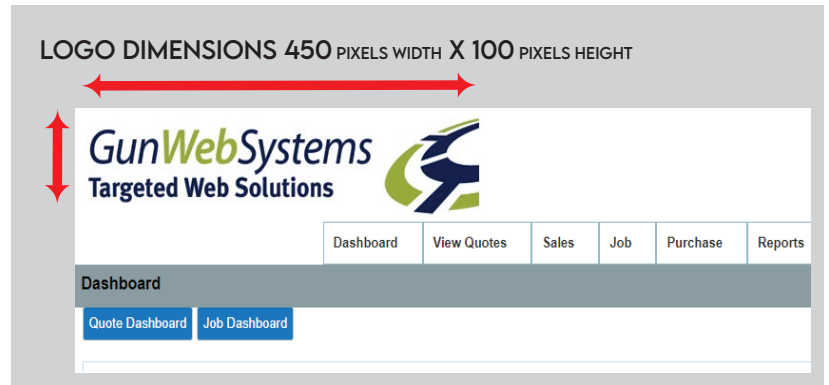 LOGO DIMENSIONS 450 PIXELS WIDTH X 100 PIXELS HEIGHT
GunWebSystems
Targeted Web Solutions
Dashboard View Quotes Sales Job Purchase Reports
Dashboard
Quote Dashboard Job Dashboard